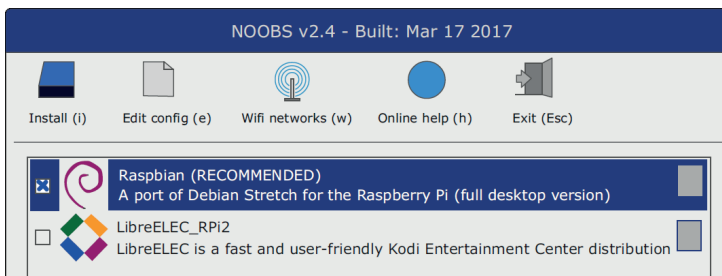 NOOBS v2.4 - Built: Mar 17 2017
Install (i) Edit config (e) Wifi networks (w) Online help (h) Exit (Esc)
Raspbian (RECOMMENDED)
A port of Debian Stretch for the Raspberry Pi (full desktop version)
LibreELEC_RPi2
LibreELEC is a fast and user-friendly Kodi Entertainment Center distribution